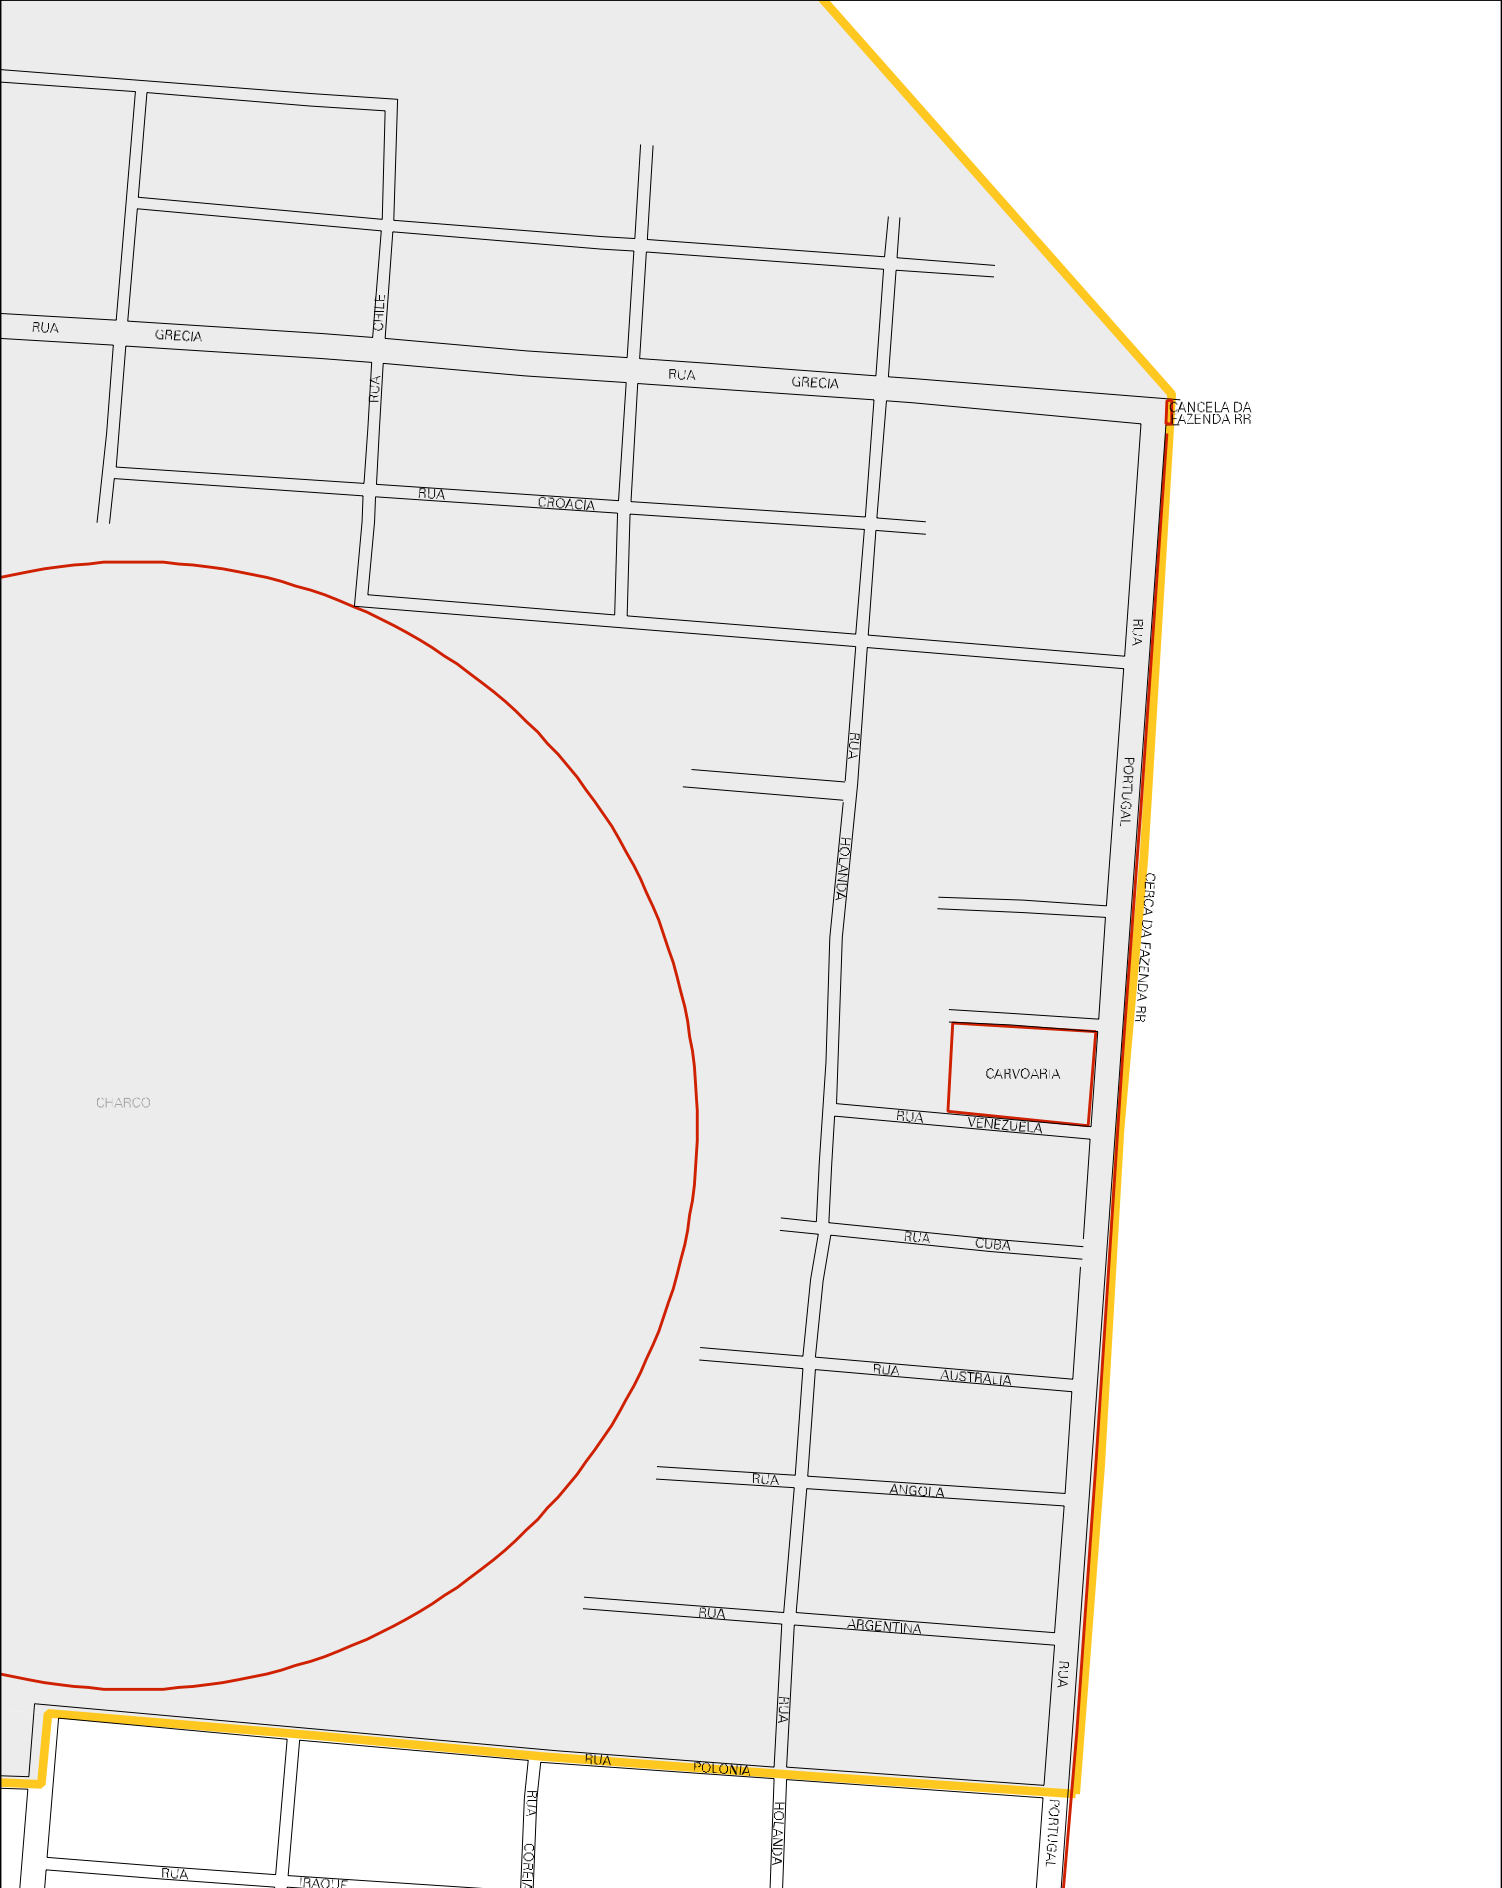 RUA
GRECIA
CHILE
RUA
RUA
GRECIA
CANCELA DA
FAZENDA RR
RUA
CROACIA
RUA
RUA
PORTUGAL
HOLANDA
CERCA DA FAZENDA RR
CARVOARIA
CHARCO
RUA
VENEZUELA
RUA
CUBA
RUA
AUSTRALIA
RUA
ANGOLA
RUA
ARGENTINA
RUA
RUA
RUA
POLONIA
RUA
HOLANDA
PORTUGAL
COREIA
RUA
IRAQUE